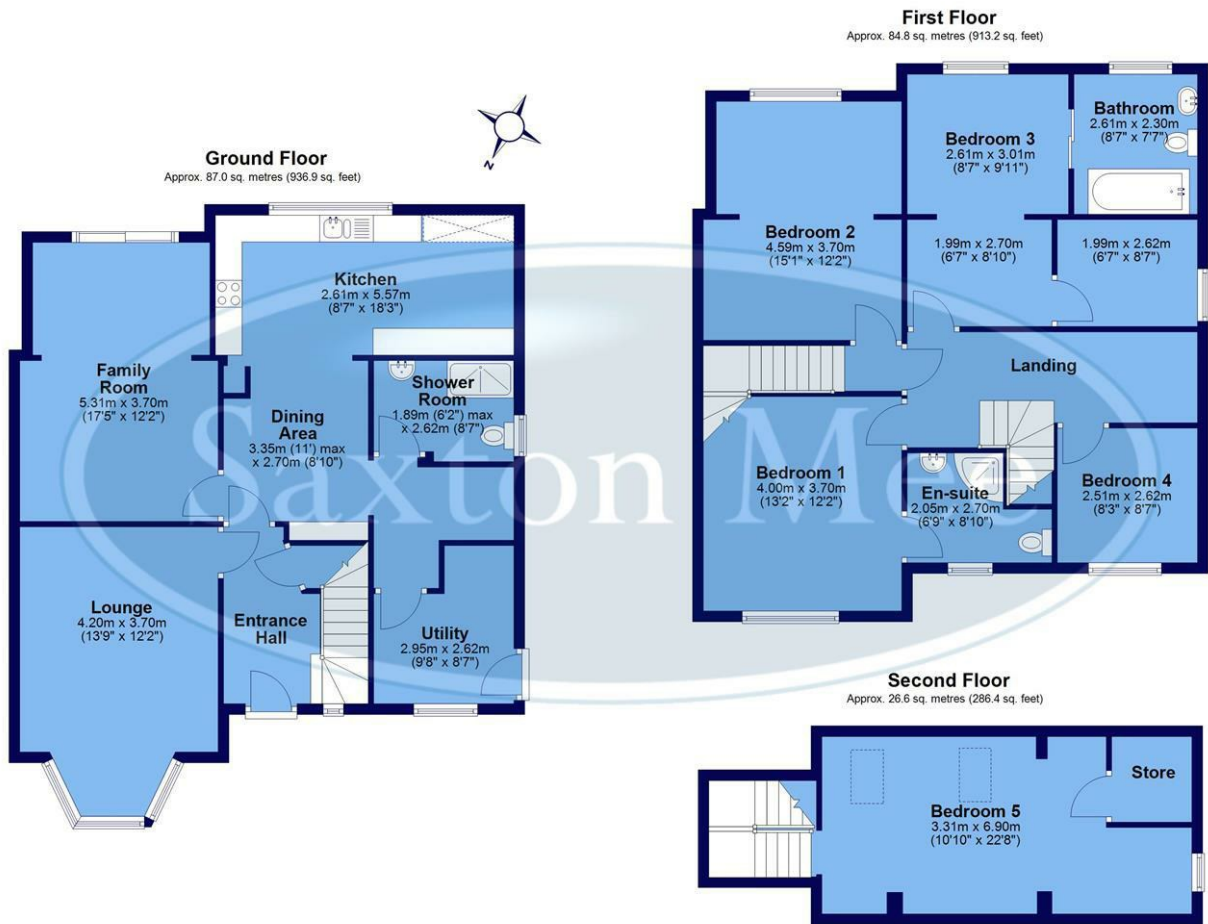 First Floor
Approx. 84.8 sq. metres (913.2 sq. feet)
Bathroom
2.61m x 2.30m
(8'7" x 7'7")
Bedroom 3
2.61m x 3.01m
(8'7" x 9'11")
Bedroom 2
4.59m x 3.70m
(15'1" x 12'2")
1.99m x 2.70m
(6'7" x 8'10")
1.99m x 2.62m
(6'7" x 8'7")
Landing
Bedroom 1
4.00m x 3.70m
(13'2" x 12'2")
En-suite
2.05m x 2.70m
(6'9" x 8'10")
Bedroom 4
2.51m x 2.62m
(8'3" x 8'7")
N
Ground Floor
Approx. 87.0 sq. metres (936.9 sq. feet)
Kitchen
2.61m x 5.57m
(8'7" x 18'3")
Family
Room
5.31m x 3.70m
(17'5" x 12'2")
Shower
Room
1.89m (6'2") max
x 2.62m (8'7")
Dining
Area
3.35m (11') max
x 2.70m (8'10")
Lounge
4.20m x 3.70m
(13'9" x 12'2")
Entrance
Hall
Utility
2.95m x 2.62m
(9'8" x 8'7")
Saxton Mee
Second Floor
Approx. 26.6 sq. metres (286.4 sq. feet)
Store
Bedroom 5
3.31m x 6.90m
(10'10" x 22'8")